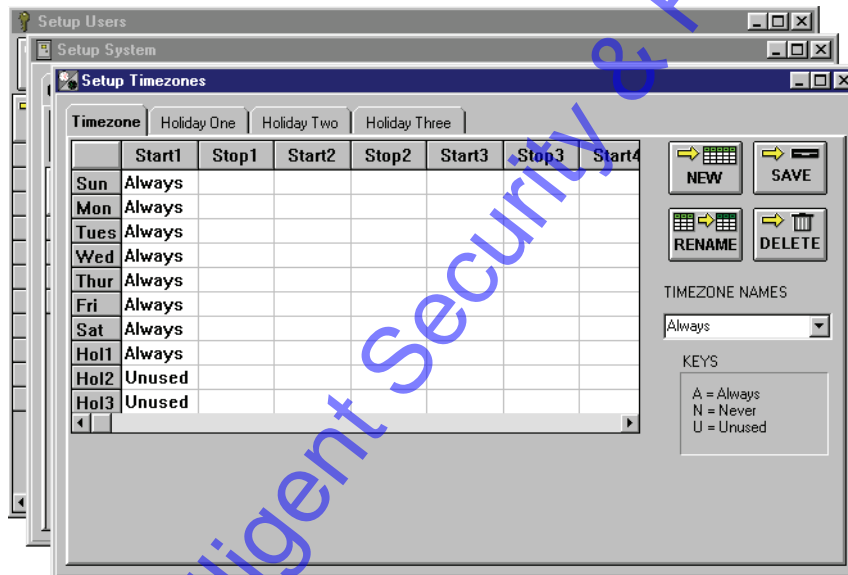 Setup Users
Setup System
Setup Timezones
Timezone Holiday One Holiday Two Holiday Three
Start1 Stop1 Start2 Stop2 Start3 Stop3 Start4
Sun Always
Mon Always
Tues Always
Wed Always
Thur Always
Fri Always
Sat Always
Hol1 Always
Hol2 Unused
Hol3 Unused
NEW SAVE
RENAME DELETE
TIMEZONE NAMES
Always
KEYS
A = Always
N = Never
U = Unused
Security &